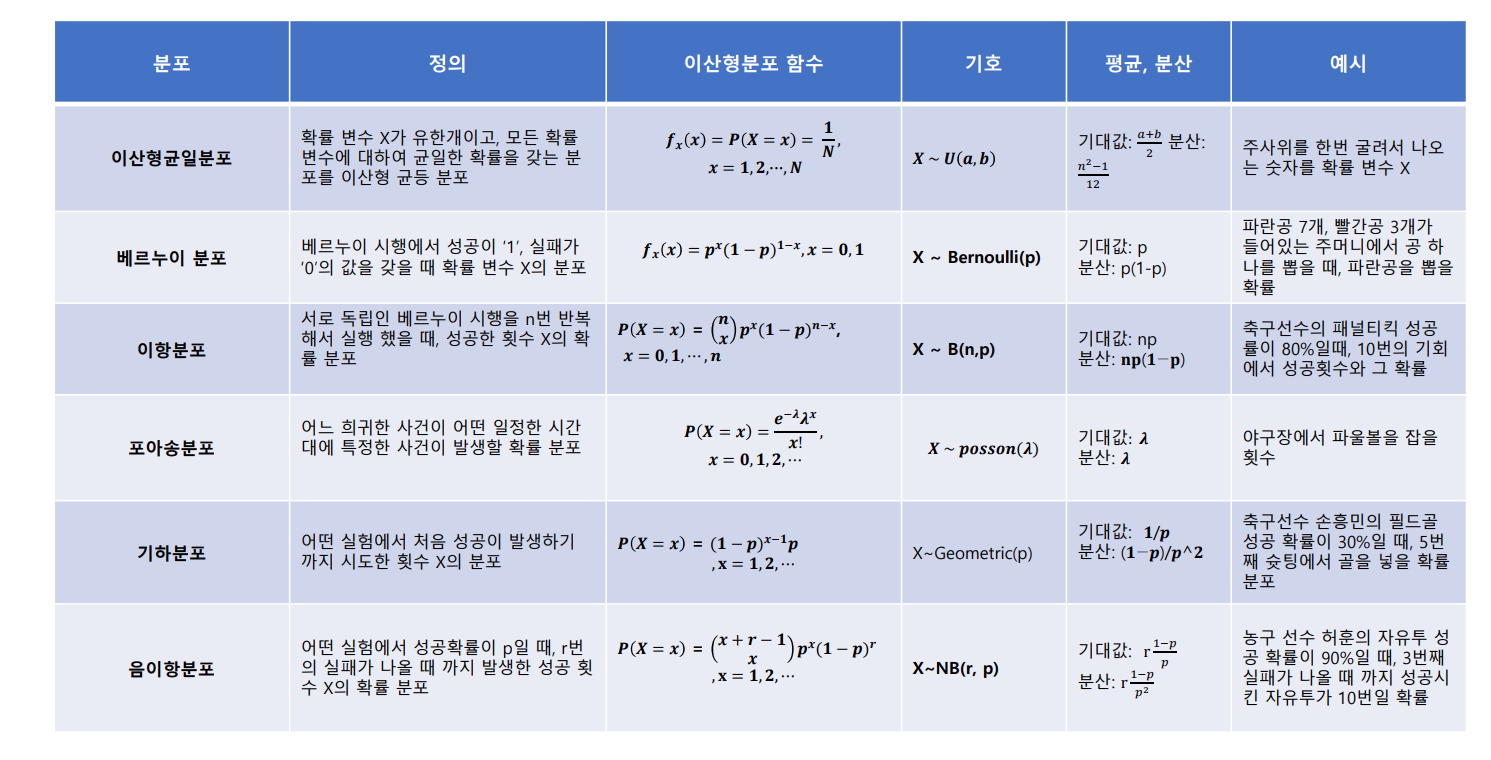 분포 정의 이산형분포 함수 기호 평균, 분산 예시
이산형균일분포
확률 변수 X가 유한개이고, 모든 확률
변수에 대하여 균일한 확률을 갖는 분
포를 이산형 균등 분포
fₓ(x) = P(X = x) = 1/N,
x = 1, 2,⋯, N
X ~ U(a, b)
기대값: (a+b)/2 분산:
(n²−1)/12
주사위를 한번 굴려서 나오
는 숫자를 확률 변수 X
베르누이 분포
베르누이 시행에서 성공이 '1', 실패가
'0'의 값을 갖을 때 확률 변수 X의 분포
fₓ(x) = pˣ(1 − p)¹⁻ˣ, x = 0, 1
X ~ Bernoulli(p)
기대값: p
분산: p(1-p)
파란공 7개, 빨간공 3개가
들어있는 주머니에서 공 하
나를 뽑을 때, 파란공을 뽑을
확률
이항분포
서로 독립인 베르누이 시행을 n번 반복
해서 실행 했을 때, 성공한 횟수 X의 확
률 분포
P(X = x) = (n x) pˣ(1 − p)ⁿ⁻ˣ,
x = 0, 1, ⋯, n
X ~ B(n,p)
기대값: np
분산: np(1−p)
축구선수의 패널티킥 성공
률이 80%일때, 10번의 기회
에서 성공횟수와 그 확률
포아송분포
어느 희귀한 사건이 어떤 일정한 시간
대에 특정한 사건이 발생할 확률 분포
P(X = x) = e^(−λ)λˣ/x!,
x = 0, 1, 2, ⋯
X ~ posson(λ)
기대값: λ
분산: λ
야구장에서 파울볼을 잡을
횟수
기하분포
어떤 실험에서 처음 성공이 발생하기
까지 시도한 횟수 X의 분포
P(X = x) = (1 − p)ˣ⁻¹p
, x = 1, 2, ⋯
X~Geometric(p)
기대값: 1/p
분산: (1−p)/p^2
축구선수 손흥민의 필드골
성공 확률이 30%일 때, 5번
째 슛팅에서 골을 넣을 확률
분포
음이항분포
어떤 실험에서 성공확률이 p일 때, r번
의 실패가 나올 때 까지 발생한 성공 횟
수 X의 확률 분포
P(X = x) = (x + r − 1 x) pˣ(1 − p)ʳ
, x = 1, 2, ⋯
X~NB(r, p)
기대값: r (1−p)/p
분산: r (1−p)/p²
농구 선수 허훈의 자유투 성
공 확률이 90%일 때, 3번째
실패가 나올 때 까지 성공시
킨 자유투가 10번일 확률